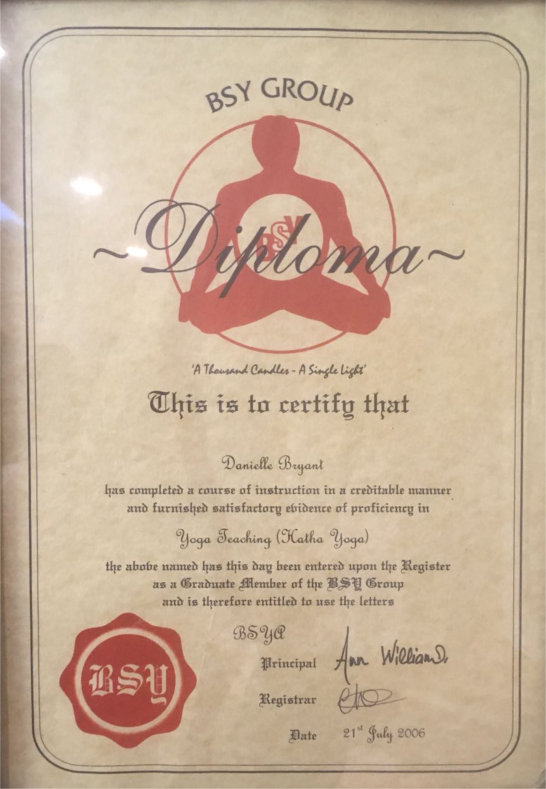 BSY GROUP
BSY
~Diploma~
'A Thousand Candles - A Single Light'
This is to certify that
Danielle Bryant
has completed a course of instruction in a creditable manner
and furnished satisfactory evidence of proficiency in
Yoga Teaching (Hatha Yoga)
the above named has this day been entered upon the Register
as a Graduate Member of the BSY Group
and is therefore entitled to use the letters
BSYA
BSY
Principal Ann Williams
Registrar
Date 21st July 2006